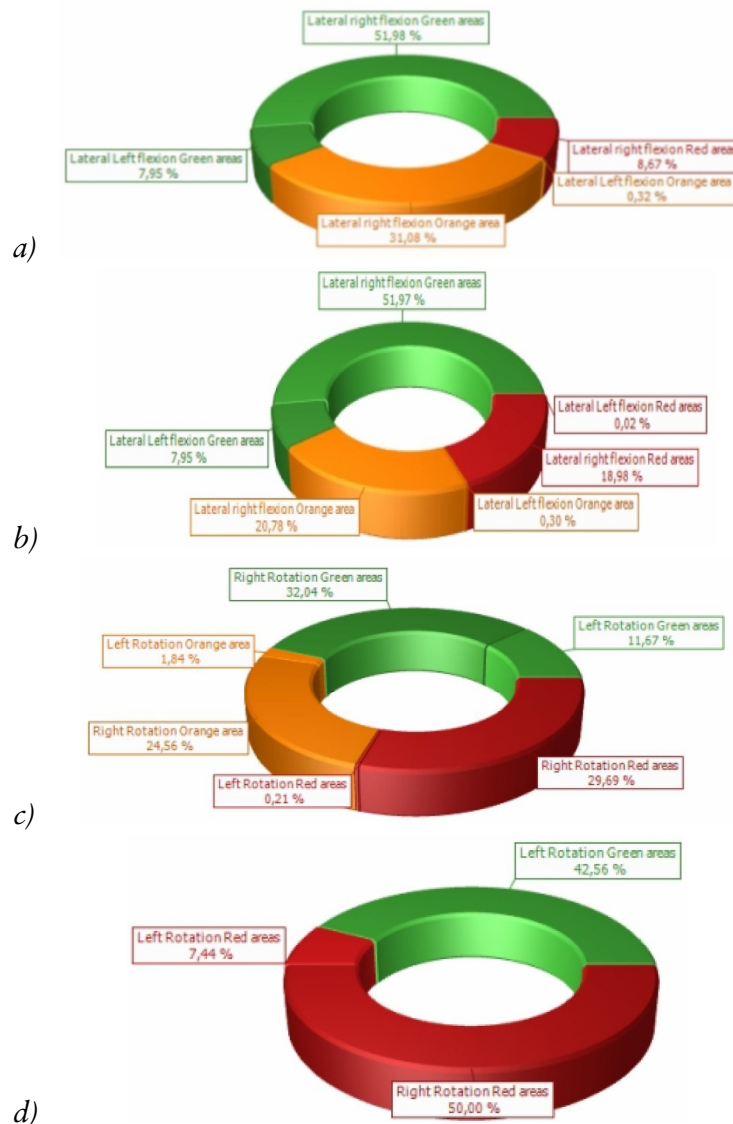 Lateral right flexion Green areas
51,98 %
Lateral Left flexion Green areas
7,95 %
Lateral right flexion Red areas
8,67 %
Lateral Left flexion Orange area
0,32 %
Lateral right flexion Orange area
31,08 %
a)
Lateral right flexion Green areas
51,97 %
Lateral Left flexion Red areas
0,02 %
Lateral Left flexion Green areas
7,95 %
Lateral right flexion Red areas
18,98 %
Lateral right flexion Orange area
20,78 %
Lateral Left flexion Orange area
0,30 %
b)
Right Rotation Green areas
32,04 %
Left Rotation Green areas
11,67 %
Left Rotation Orange area
1,84 %
Right Rotation Orange area
24,56 %
Right Rotation Red areas
29,69 %
Left Rotation Red areas
0,21 %
c)
Left Rotation Green areas
42,56 %
Left Rotation Red areas
7,44 %
Right Rotation Red areas
50,00 %
d)